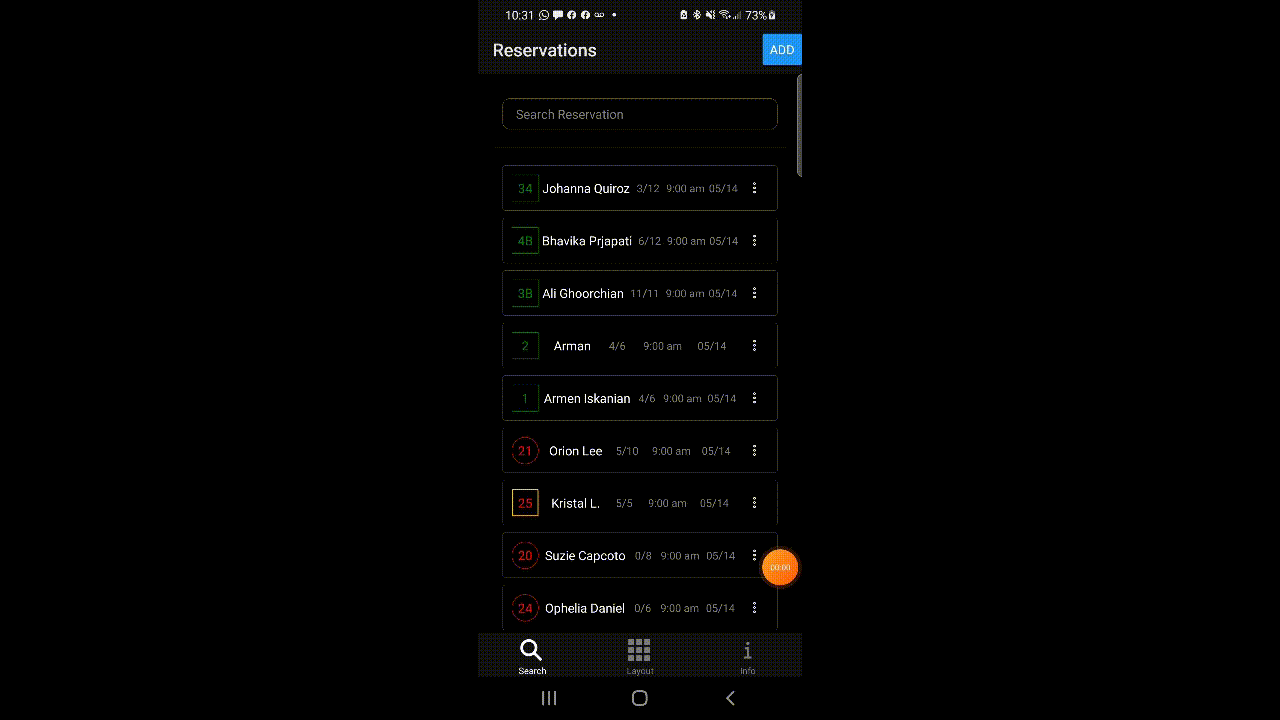 10:31 73%
Reservations ADD
Search Reservation
34 Johanna Quiroz 3/12 9:00 am 05/14
4B Bhavika Prjapati 6/12 9:00 am 05/14
3B Ali Ghoorchian 11/11 9:00 am 05/14
2 Arman 4/6 9:00 am 05/14
1 Armen Iskanian 4/6 9:00 am 05/14
21 Orion Lee 5/10 9:00 am 05/14
25 Kristal L. 5/5 9:00 am 05/14
20 Suzie Capcoto 0/8 9:00 am 05/14
00:00
24 Ophelia Daniel 0/6 9:00 am 05/14
Search Layout Info